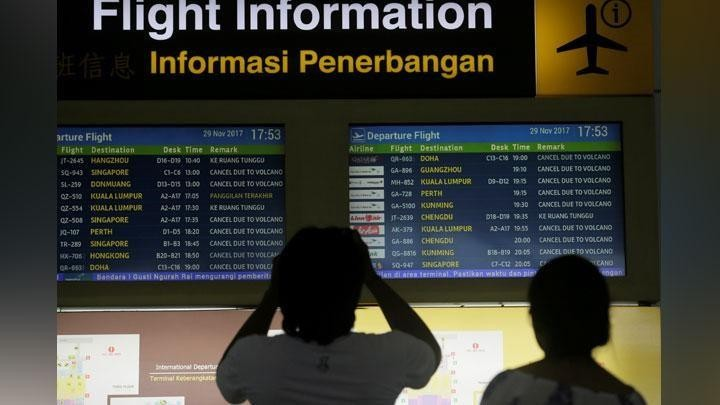 Flight Information
班信息 Informasi Penerbangan
arture Flight 29 Nov 2017 17:53
Flight Destination Desk Time Remark
JT-2645 HANGZHOU D16-D19 10:40 KE RUANG TUNGGU
SQ-943 SINGAPORE C1-C6 13:00 CANCEL DUE TO VOLCANO
SL-259 DONMUANG D13-D15 13:00 CANCEL DUE TO VOLCANO
QZ-510 KUALA LUMPUR A2-A17 17:05 PANGGILAN TERAKHIR
QZ-554 KUALA LUMPUR A2-A17 17:30 CANCEL DUE TO VOLCANO
QZ-508 SINGAPORE A2-A17 17:35 CANCEL DUE TO VOLCANO
JQ-107 PERTH D1-D5 18:20 CANCEL DUE TO VOLCANO
TR-289 SINGAPORE B1-B3 18:45 CANCEL DUE TO VOLCANO
HX-706 HONGKONG D1-D4 18:50 CANCEL DUE TO VOLCANO
QR-963 DOHA C13-C16 19:00 CANCEL DUE TO VOLCANO
Bandara I Gusti Ngurah Rai mengurangi pember
Departure Flight 29 Nov 2017 17:53
Airline Flight Destination Desk Time Remark
QR-963 DOHA C13-C16 19:00 CANCEL DUE TO VOLCANO
GA-896 GUANGZHOU 19:10 CANCEL DUE TO VOLCANO
MH-852 KUALA LUMPUR D9-D12 19:15 CANCEL DUE TO VOLCANO
GA-728 PERTH 19:15 CANCEL DUE TO VOLCANO
GA-5100 KUNMING 19:30 CANCEL DUE TO VOLCANO
JT-2639 CHENGDU D18-D19 19:35 KE RUANG TUNGGU
AK-379 KUALA LUMPUR A2-A17 19:55 CANCEL DUE TO VOLCANO
GA-886 CHENGDU 20:00 CANCEL DUE TO VOLCANO
QG-8816 KUNMING B18-B19 20:05 CANCEL DUE TO VOLCANO
SQ-947 SINGAPORE C7-C12 20:05 CANCEL DUE TO VOLCANO
lan di area terminal. Pastikan waktu dan
International Departure
Terminal Keberangkatan